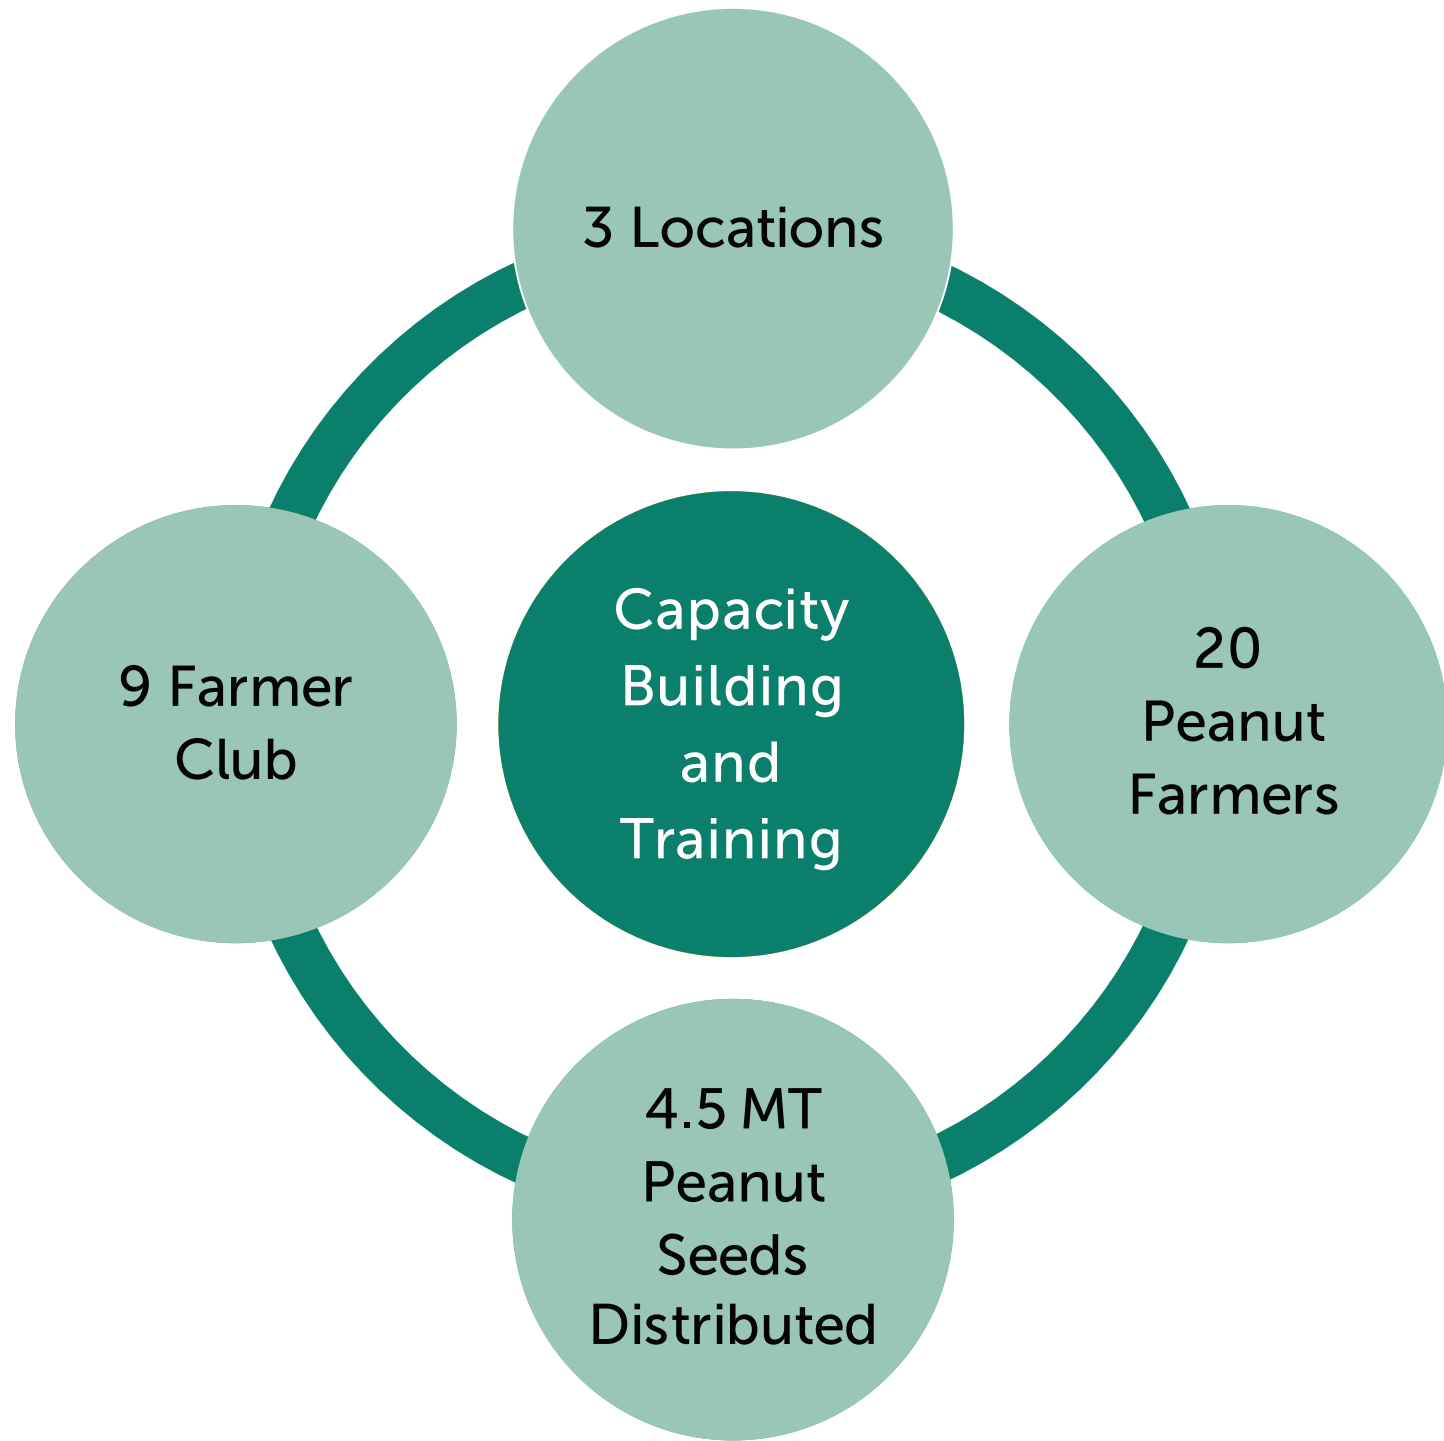 3 Locations
9 Farmer
Club
Capacity
Building
and
Training
20
Peanut
Farmers
4.5 MT
Peanut
Seeds
Distributed